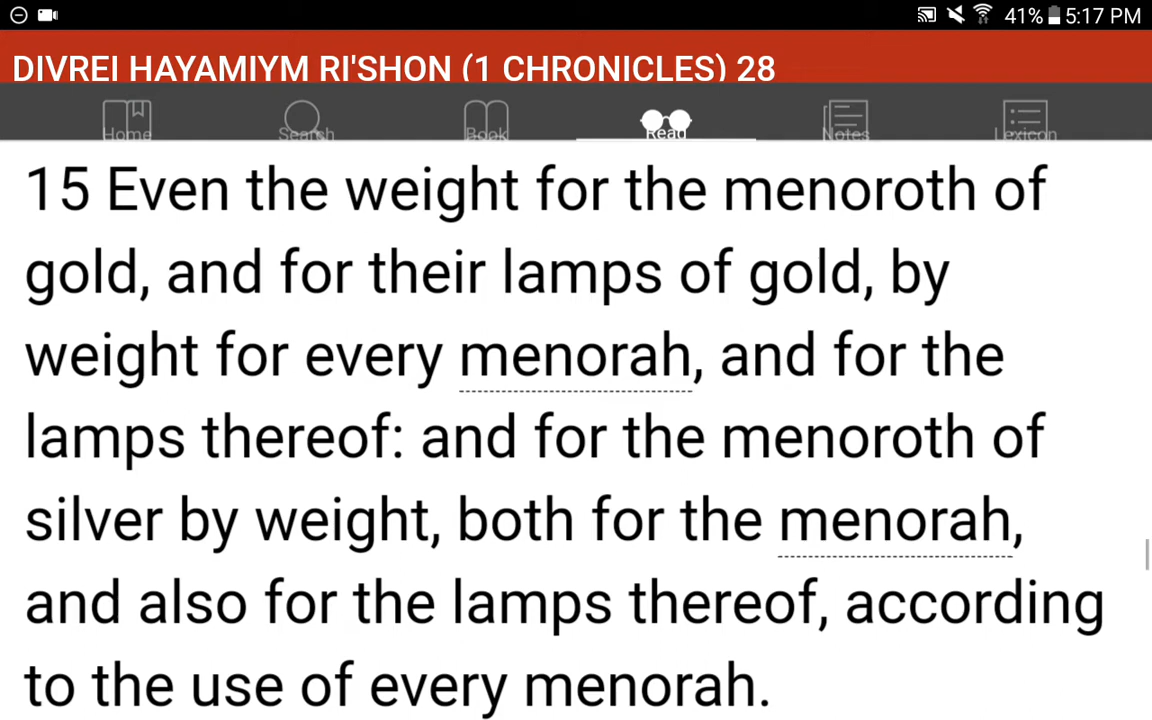 41% 5:17 PM
DIVREI HAYAMIYM RI'SHON (1 CHRONICLES) 28
Home Search Book Read Notes Lexicon
15 Even the weight for the menoroth of
gold, and for their lamps of gold, by
weight for every menorah, and for the
lamps thereof: and for the menoroth of
silver by weight, both for the menorah,
and also for the lamps thereof, according
to the use of every menorah.